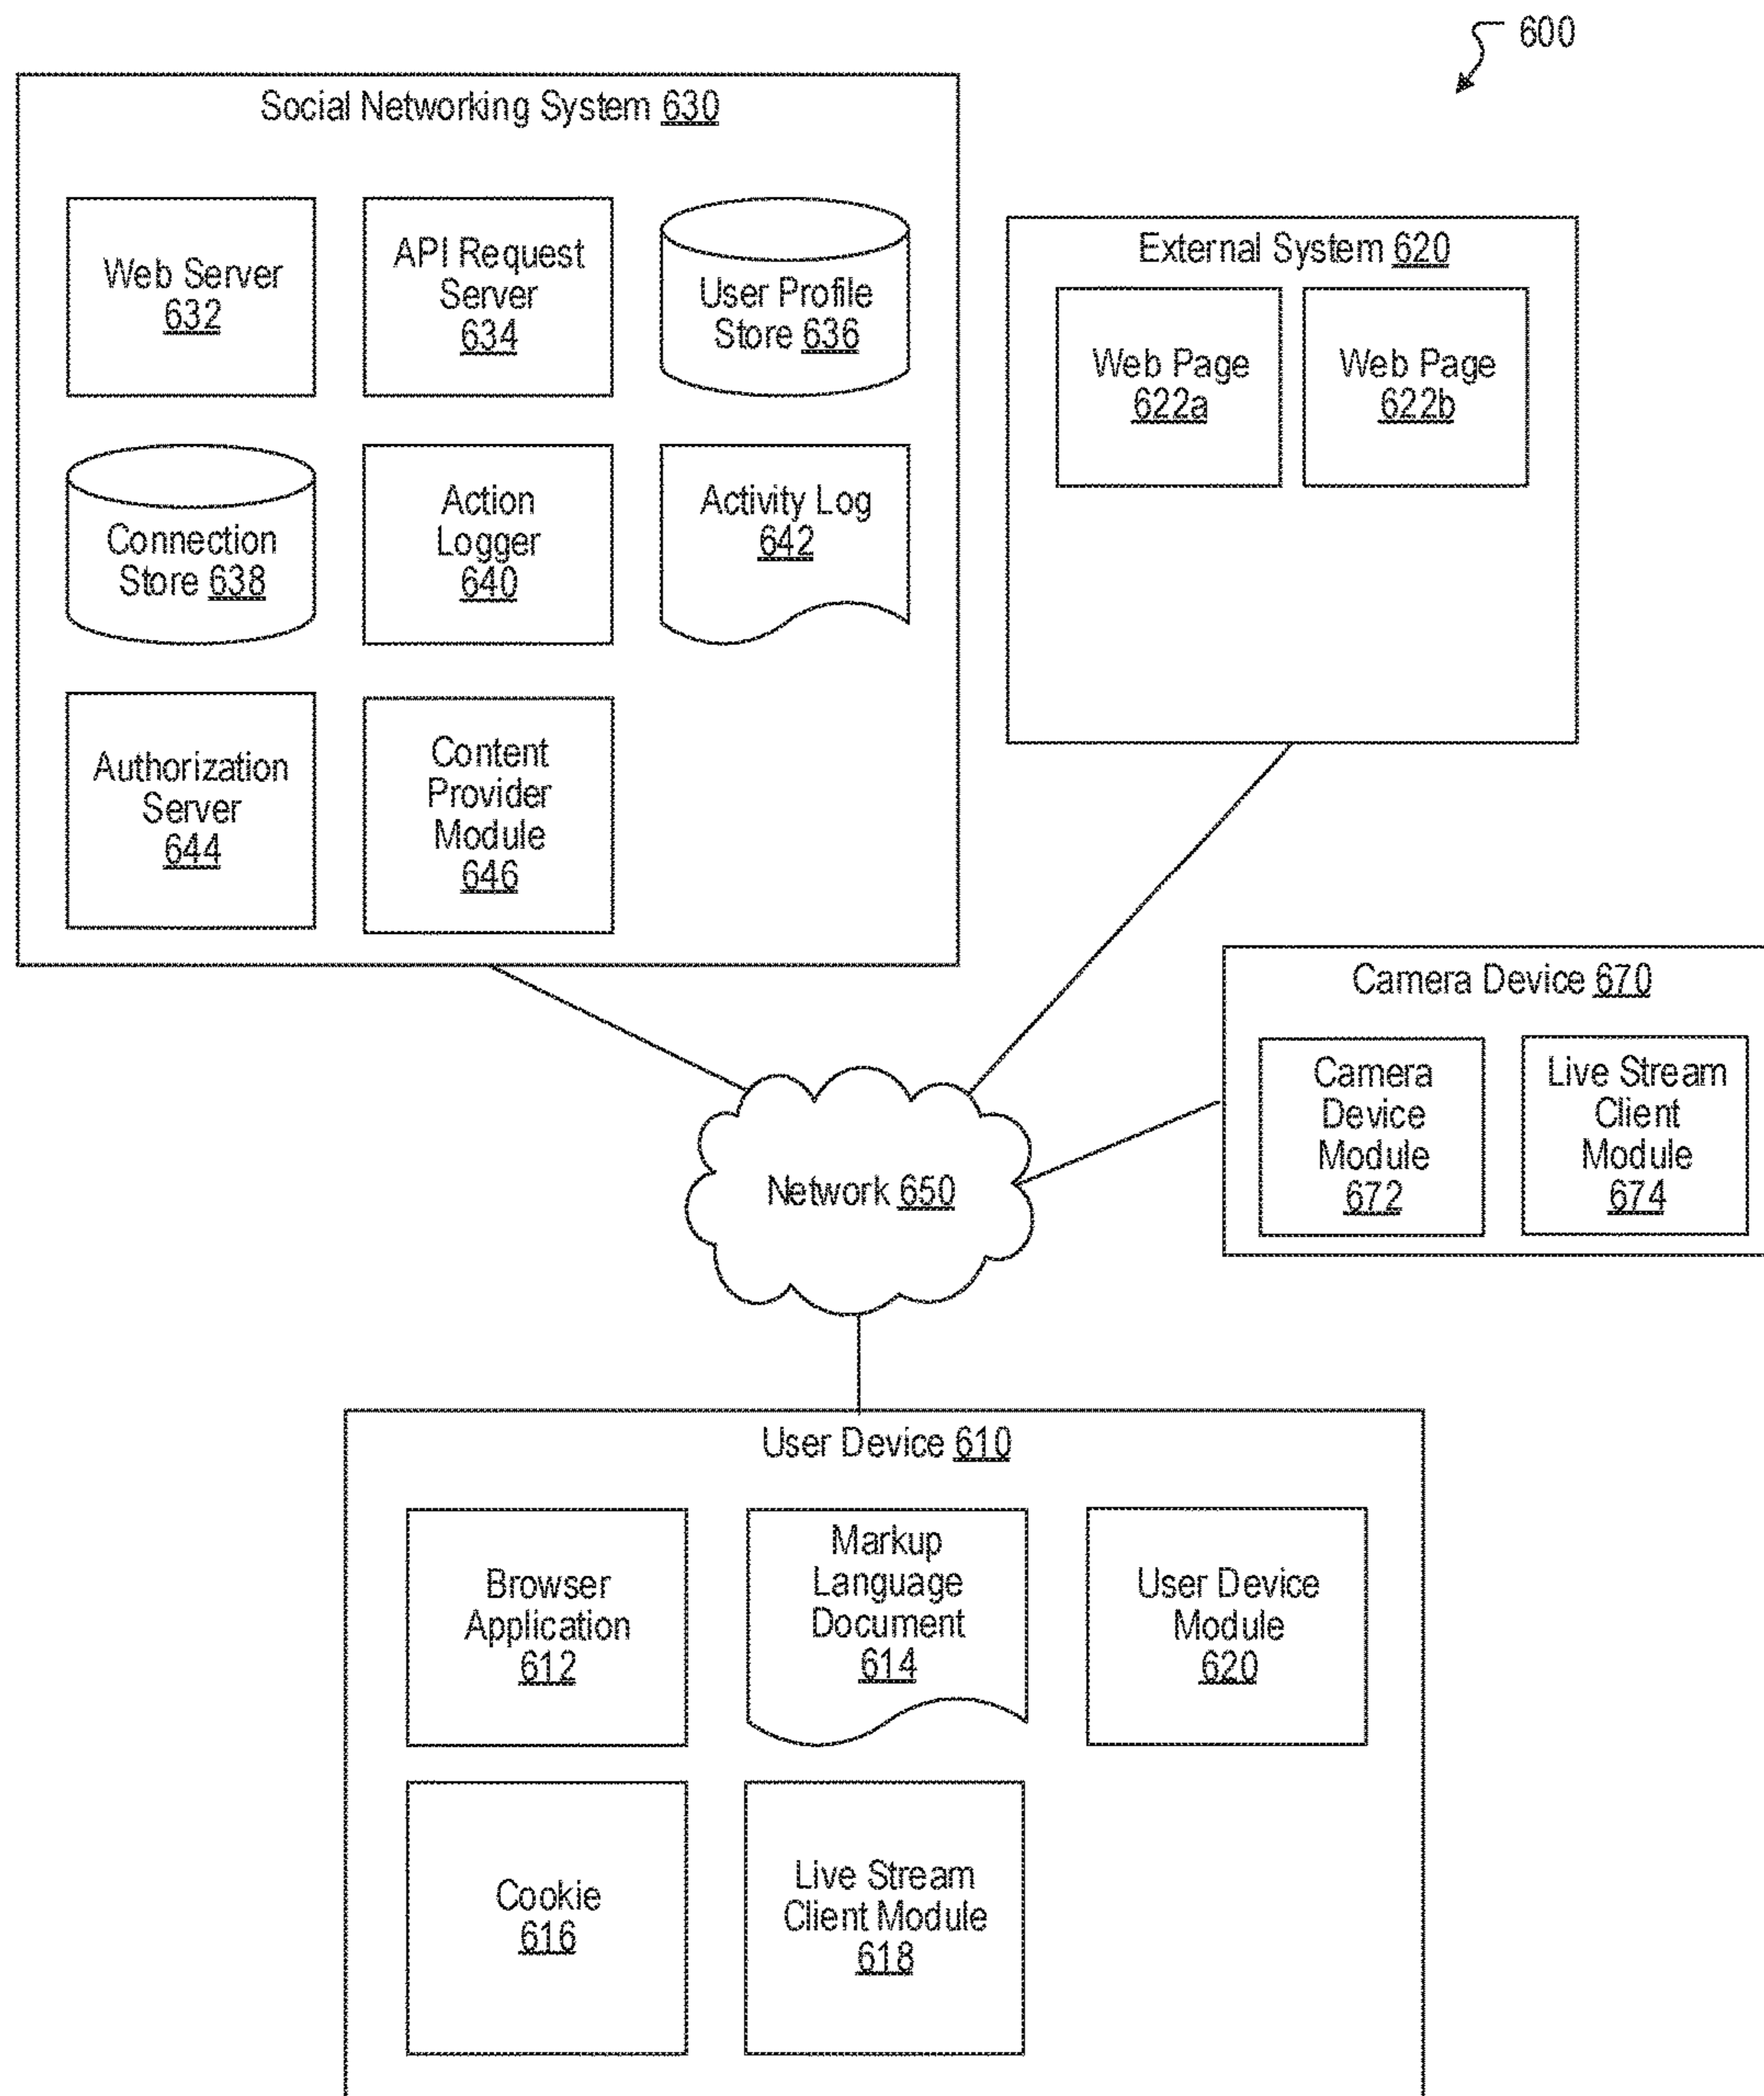 600
Social Networking System 630
Web Server
632
API Request
Server
634
User Profile
Store 636
Connection
Store 638
Action
Logger
640
Activity Log
642
Authorization
Server
644
Content
Provider
Module
646
External System 620
Web Page
622a
Web Page
622b
Camera Device 670
Camera
Device
Module
672
Live Stream
Client
Module
674
Network 650
User Device 610
Browser
Application
612
Markup
Language
Document
614
User Device
Module
620
Cookie
616
Live Stream
Client Module
618